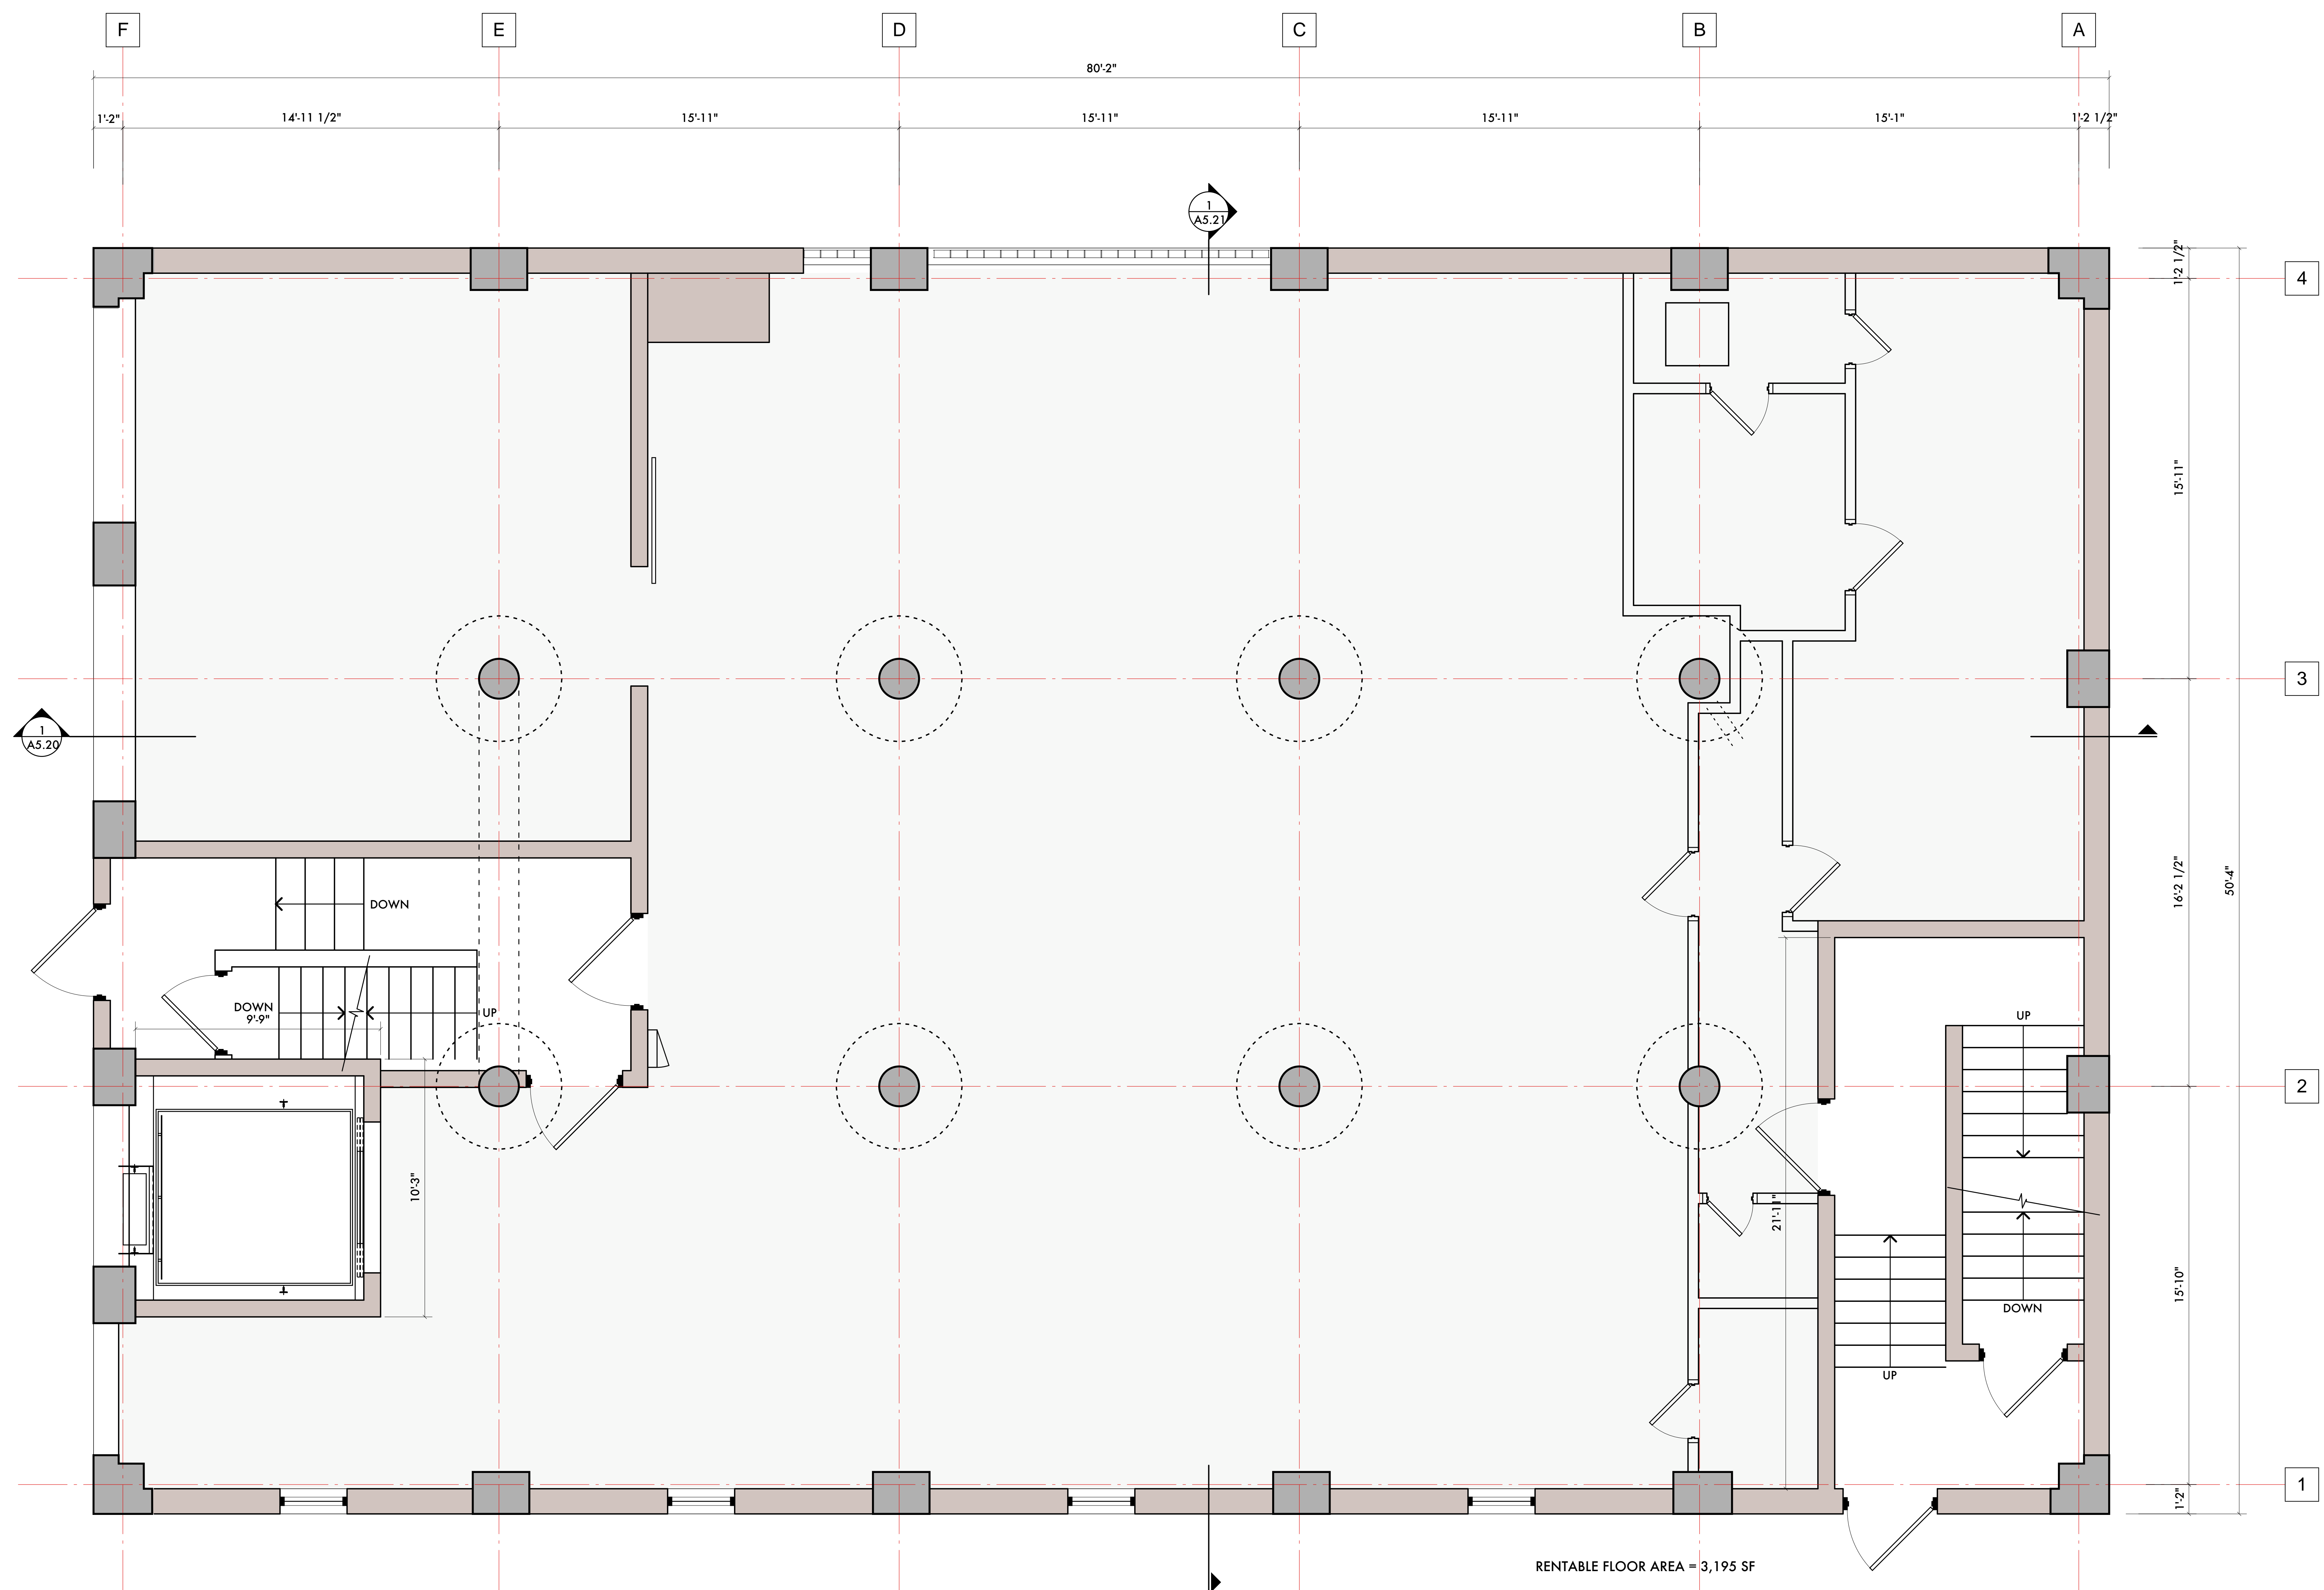 F E D C B A
80'-2"
1'-2" 14'-11 1/2" 15'-11" 15'-11" 15'-11" 15'-1" 1'-2 1/2"
1
A5.21
1'-2 1/2"
4
15'-11"
3
1
A5.20
16'-2 1/2"
50'-4"
DOWN
DOWN
9'-9"
UP
UP
2
10'-3"
21'-11"
15'-10"
DOWN
UP
1
1'-2"
RENTABLE FLOOR AREA = 3,195 SF